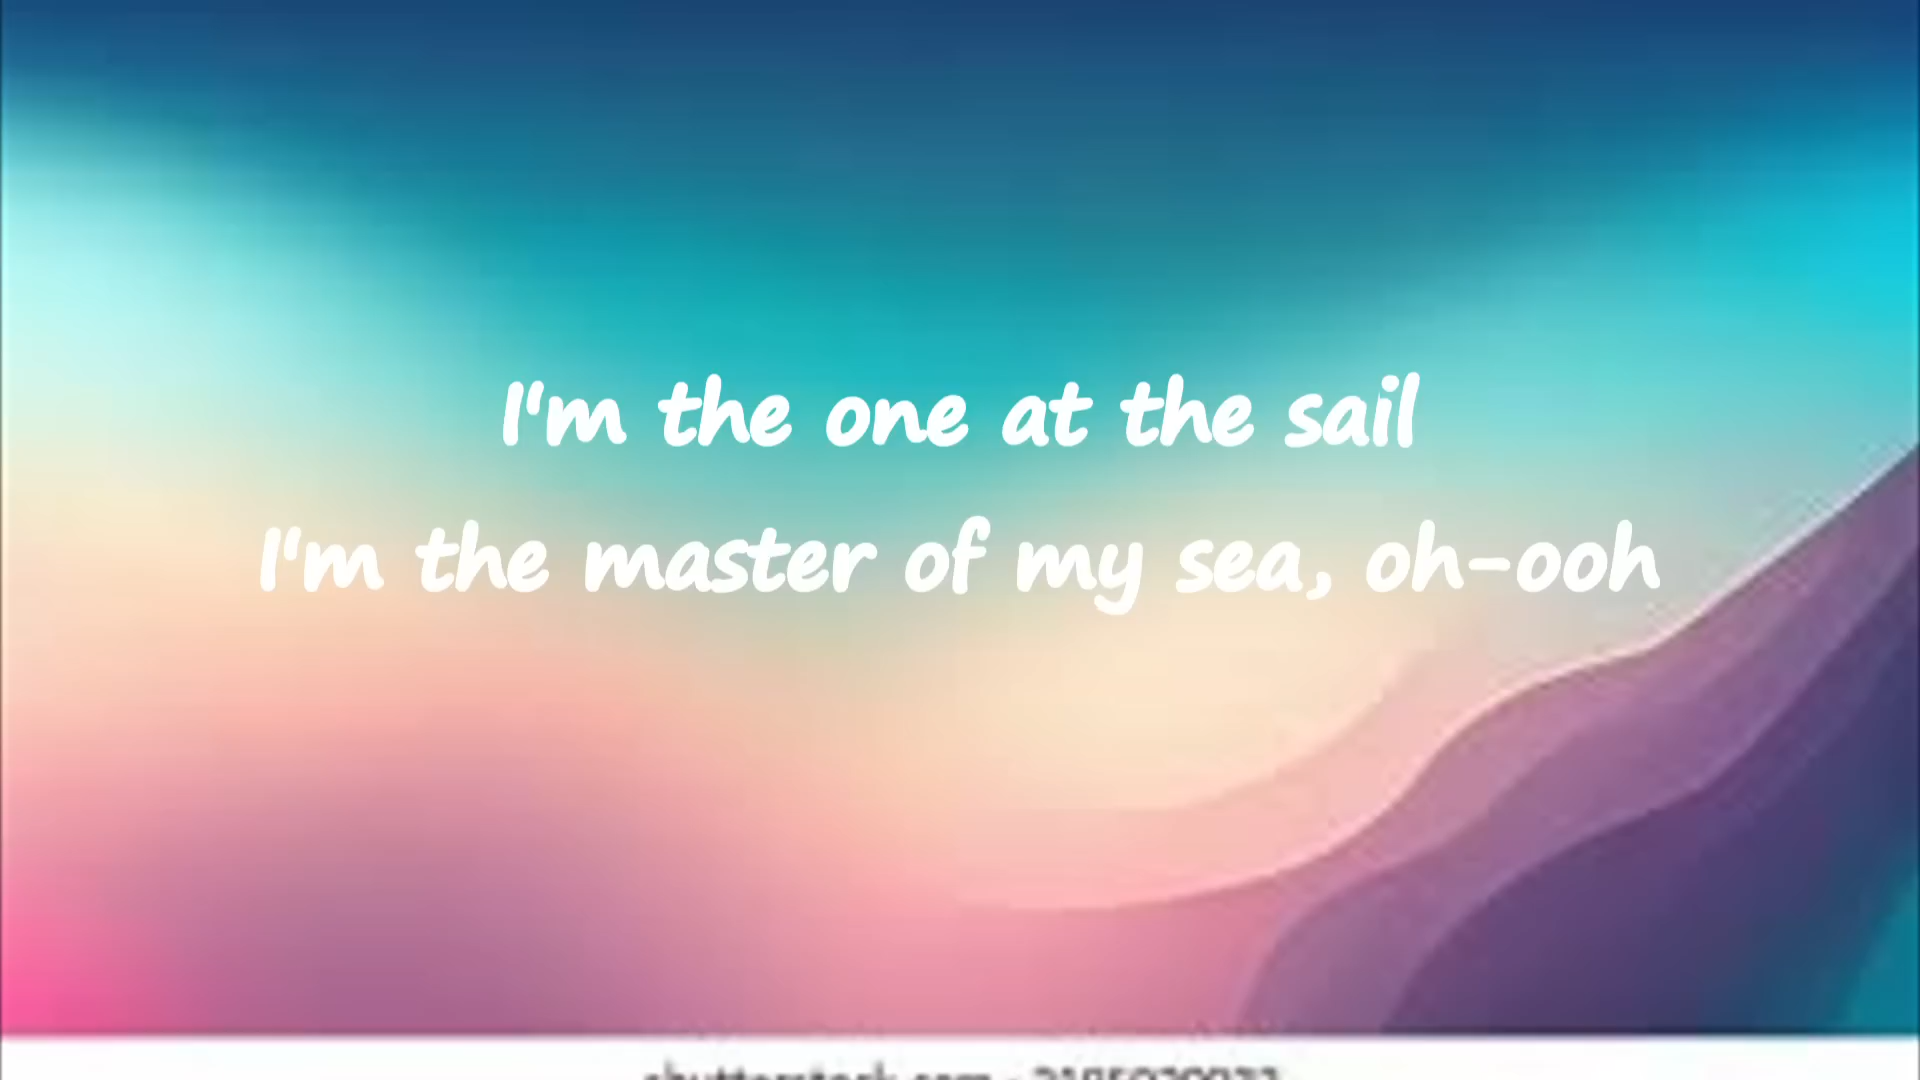 I'm the one at the sail
I'm the master of my sea, oh-ooh